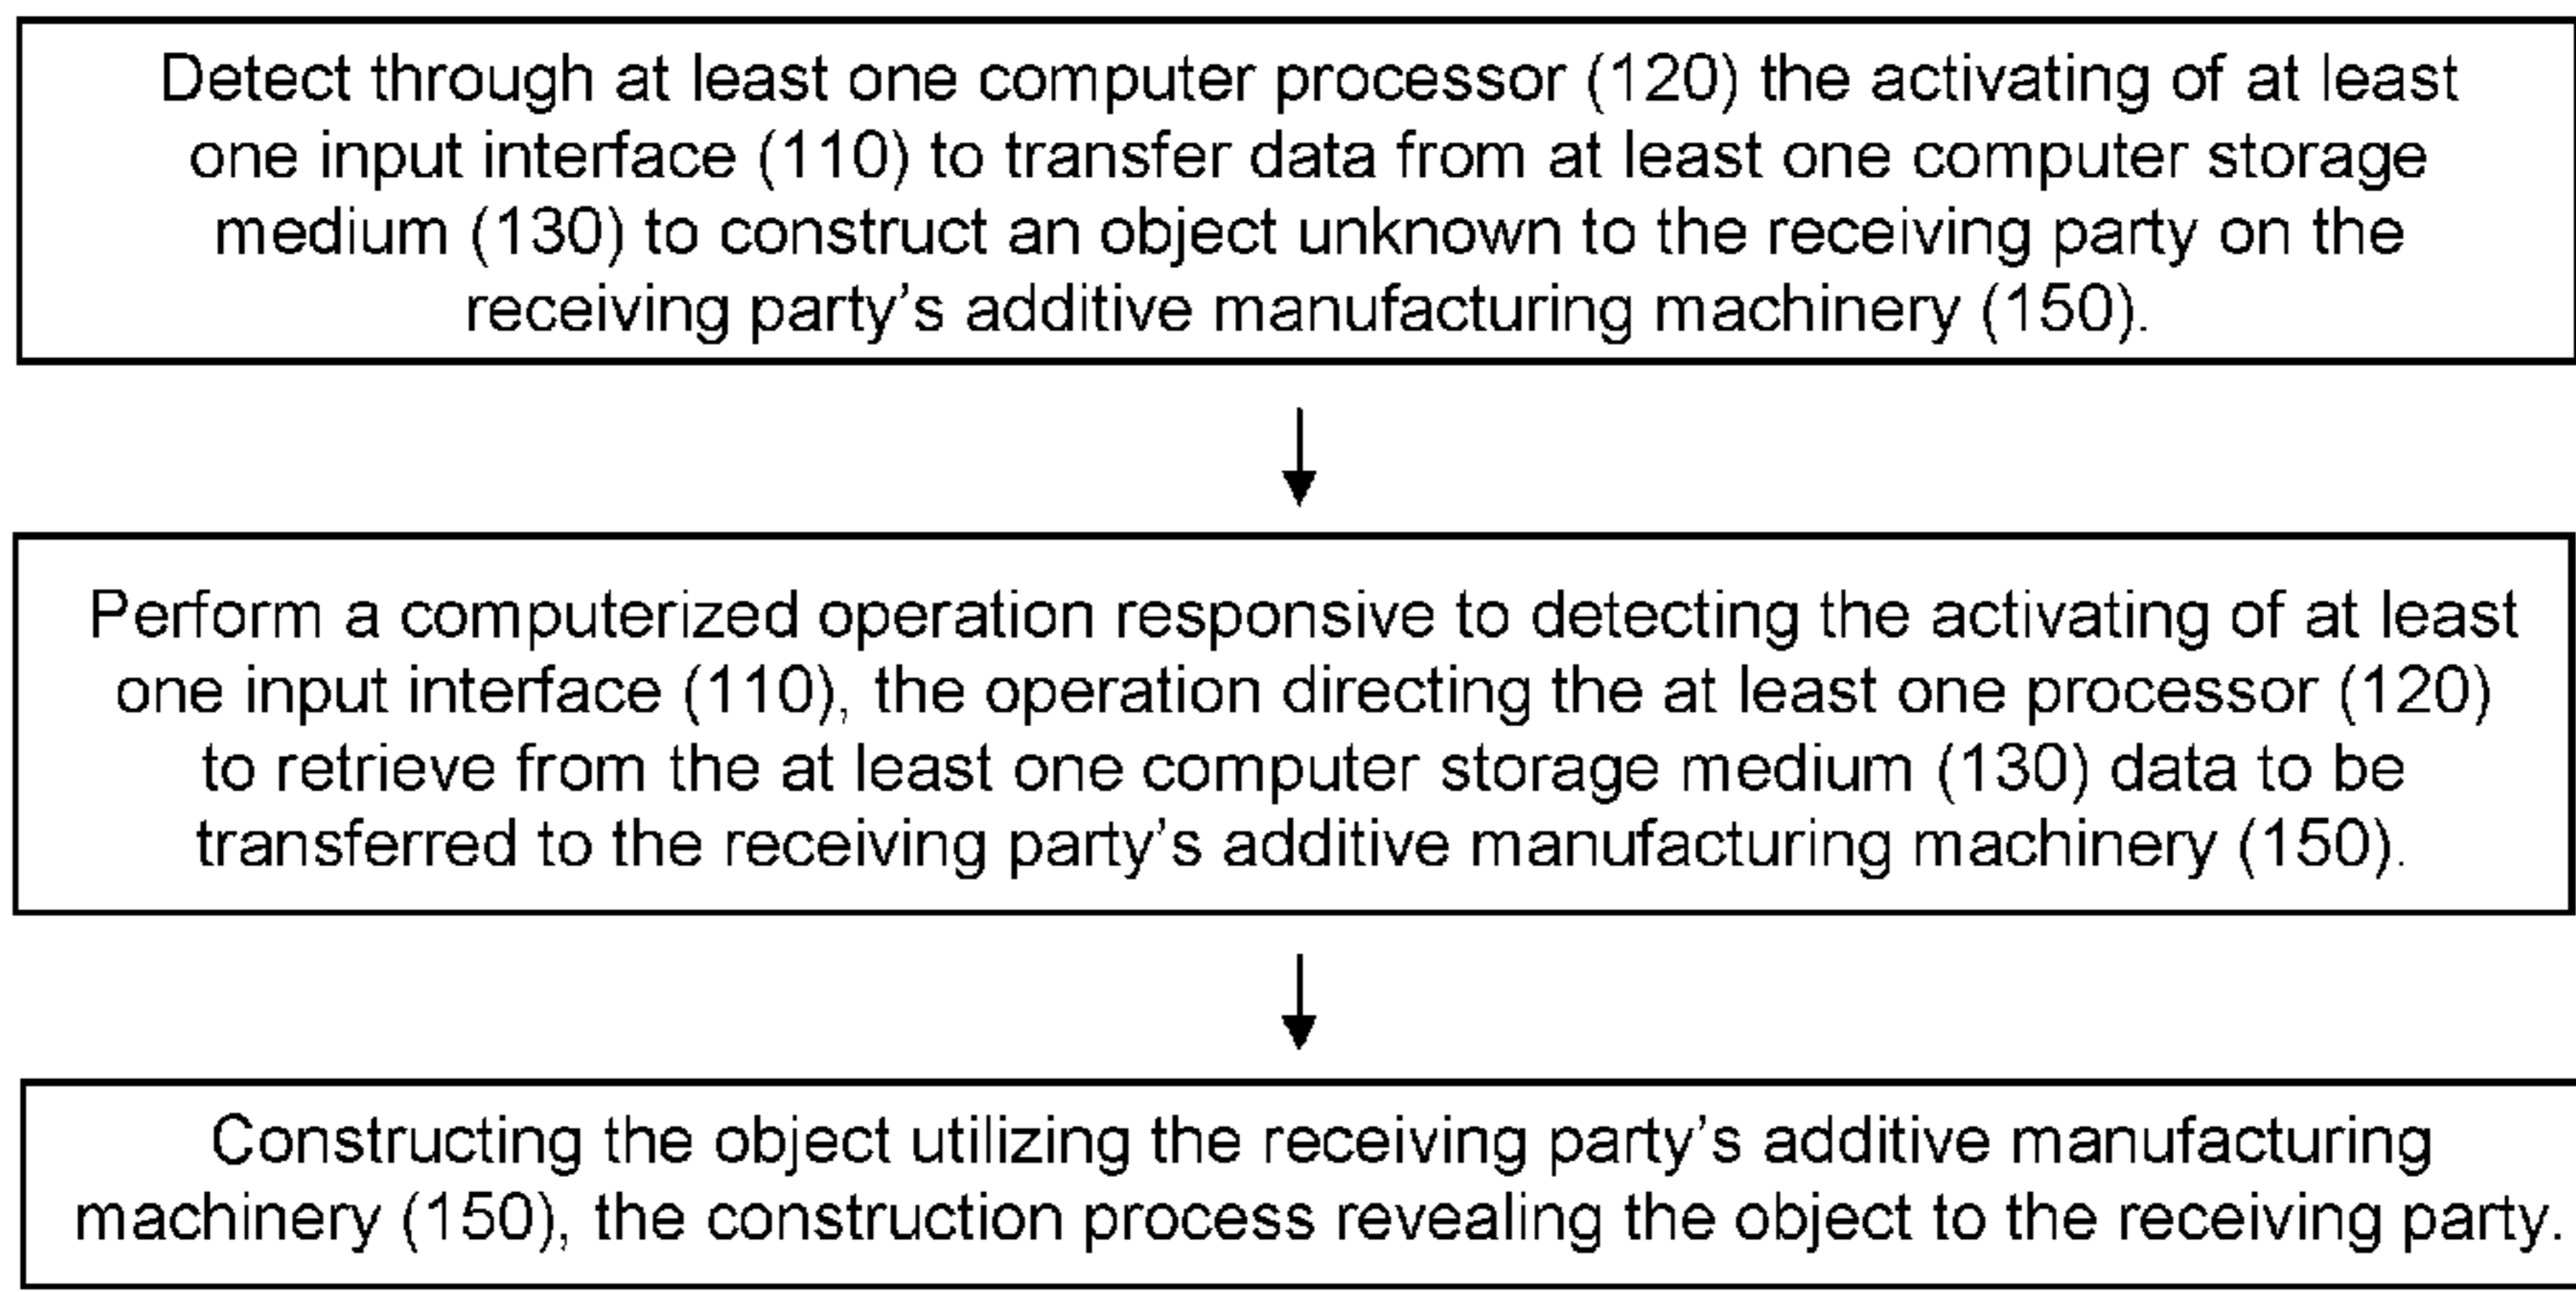 Detect through at least one computer processor (120) the activating of at least
one input interface (110) to transfer data from at least one computer storage
medium (130) to construct an object unknown to the receiving party on the
receiving party's additive manufacturing machinery (150).
Perform a computerized operation responsive to detecting the activating of at least
one input interface (110), the operation directing the at least one processor (120)
to retrieve from the at least one computer storage medium (130) data to be
transferred to the receiving party's additive manufacturing machinery (150).
Constructing the object utilizing the receiving party's additive manufacturing
machinery (150), the construction process revealing the object to the receiving party.